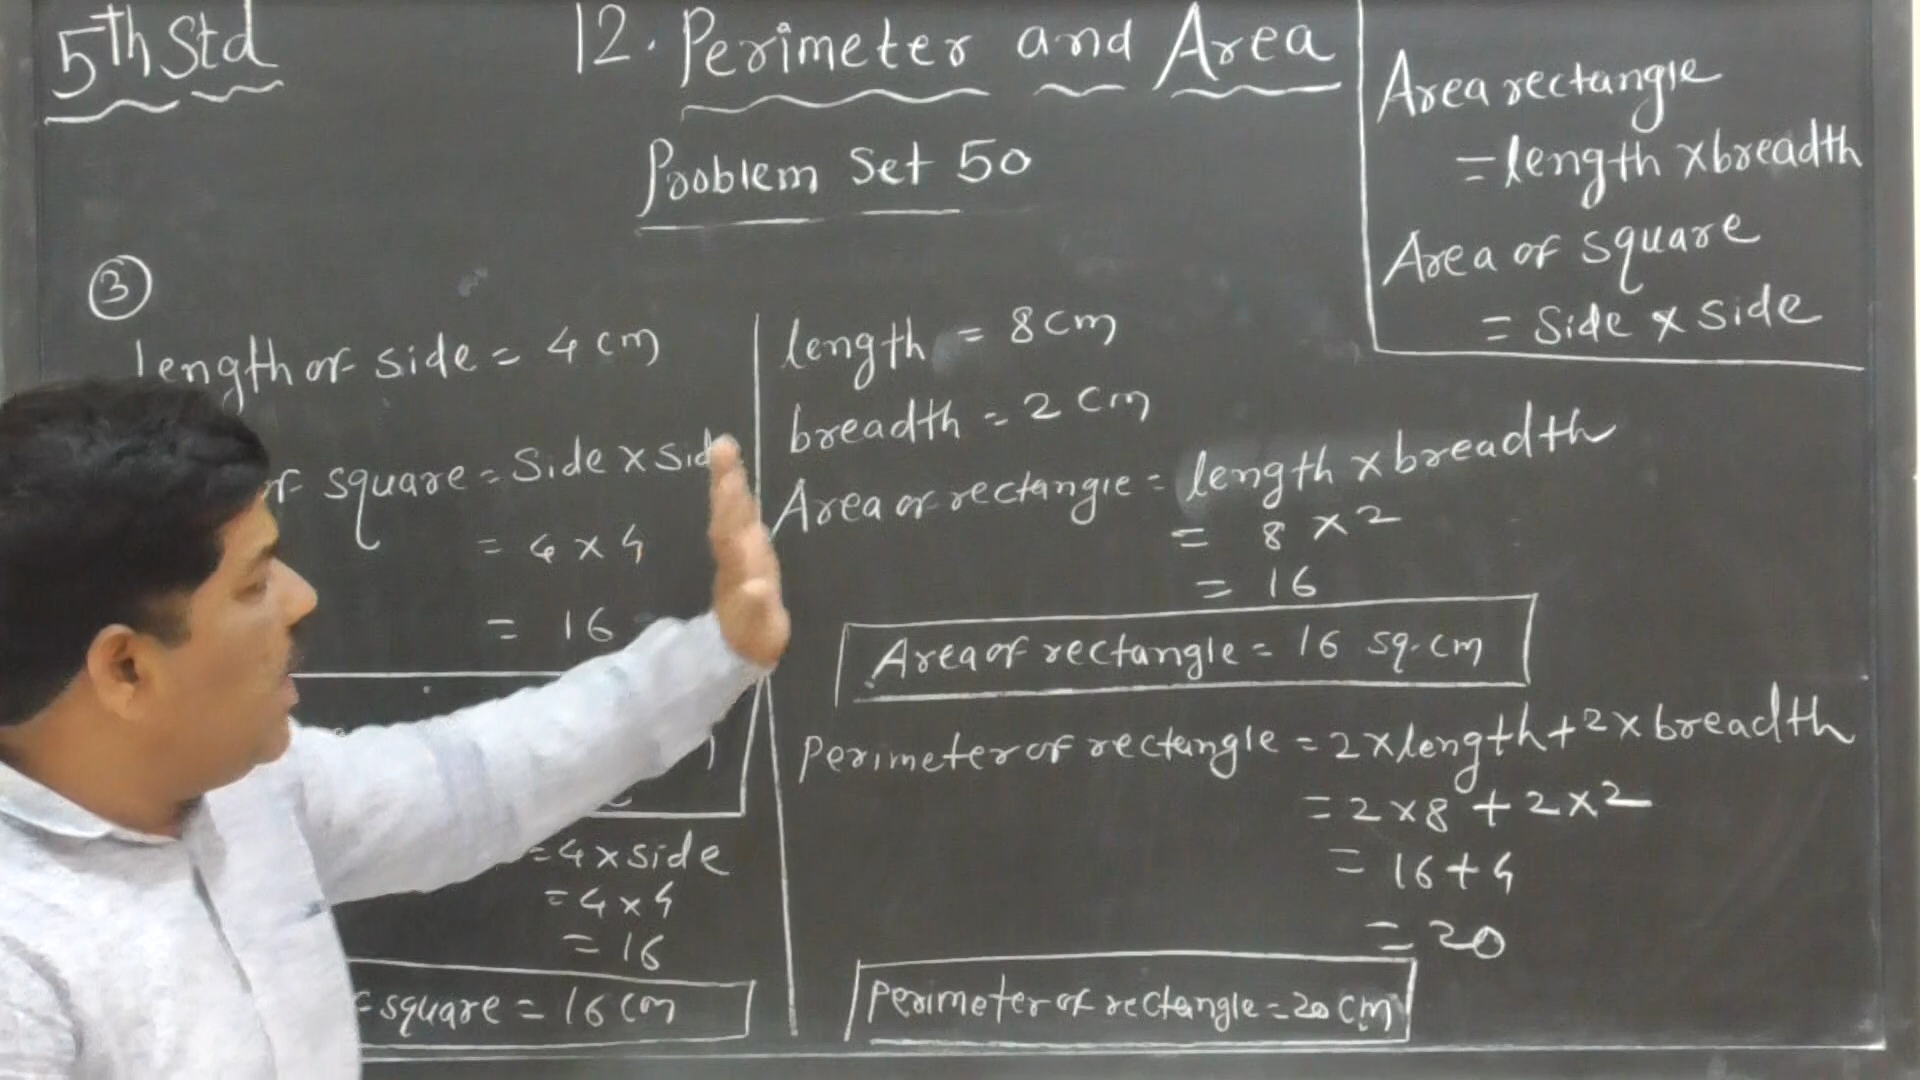 5th Std
12. Perimeter and Area
Problem Set 50
Area rectangle
= length × breadth
Area of square
= Side × side
③
length of side = 4 cm
of square = Side × Sid
= 4 × 4
= 16
= 4 × side
= 4 × 4
= 16
square = 16 cm
length = 8 cm
breadth = 2 cm
Area of rectangle = length × breadth
= 8 × 2
= 16
Area of rectangle = 16 sq.cm
Perimeter of rectangle = 2 × length + 2 × breadth
= 2 × 8 + 2 × 2
= 16 + 4
= 20
Perimeter of rectangle = 20 cm